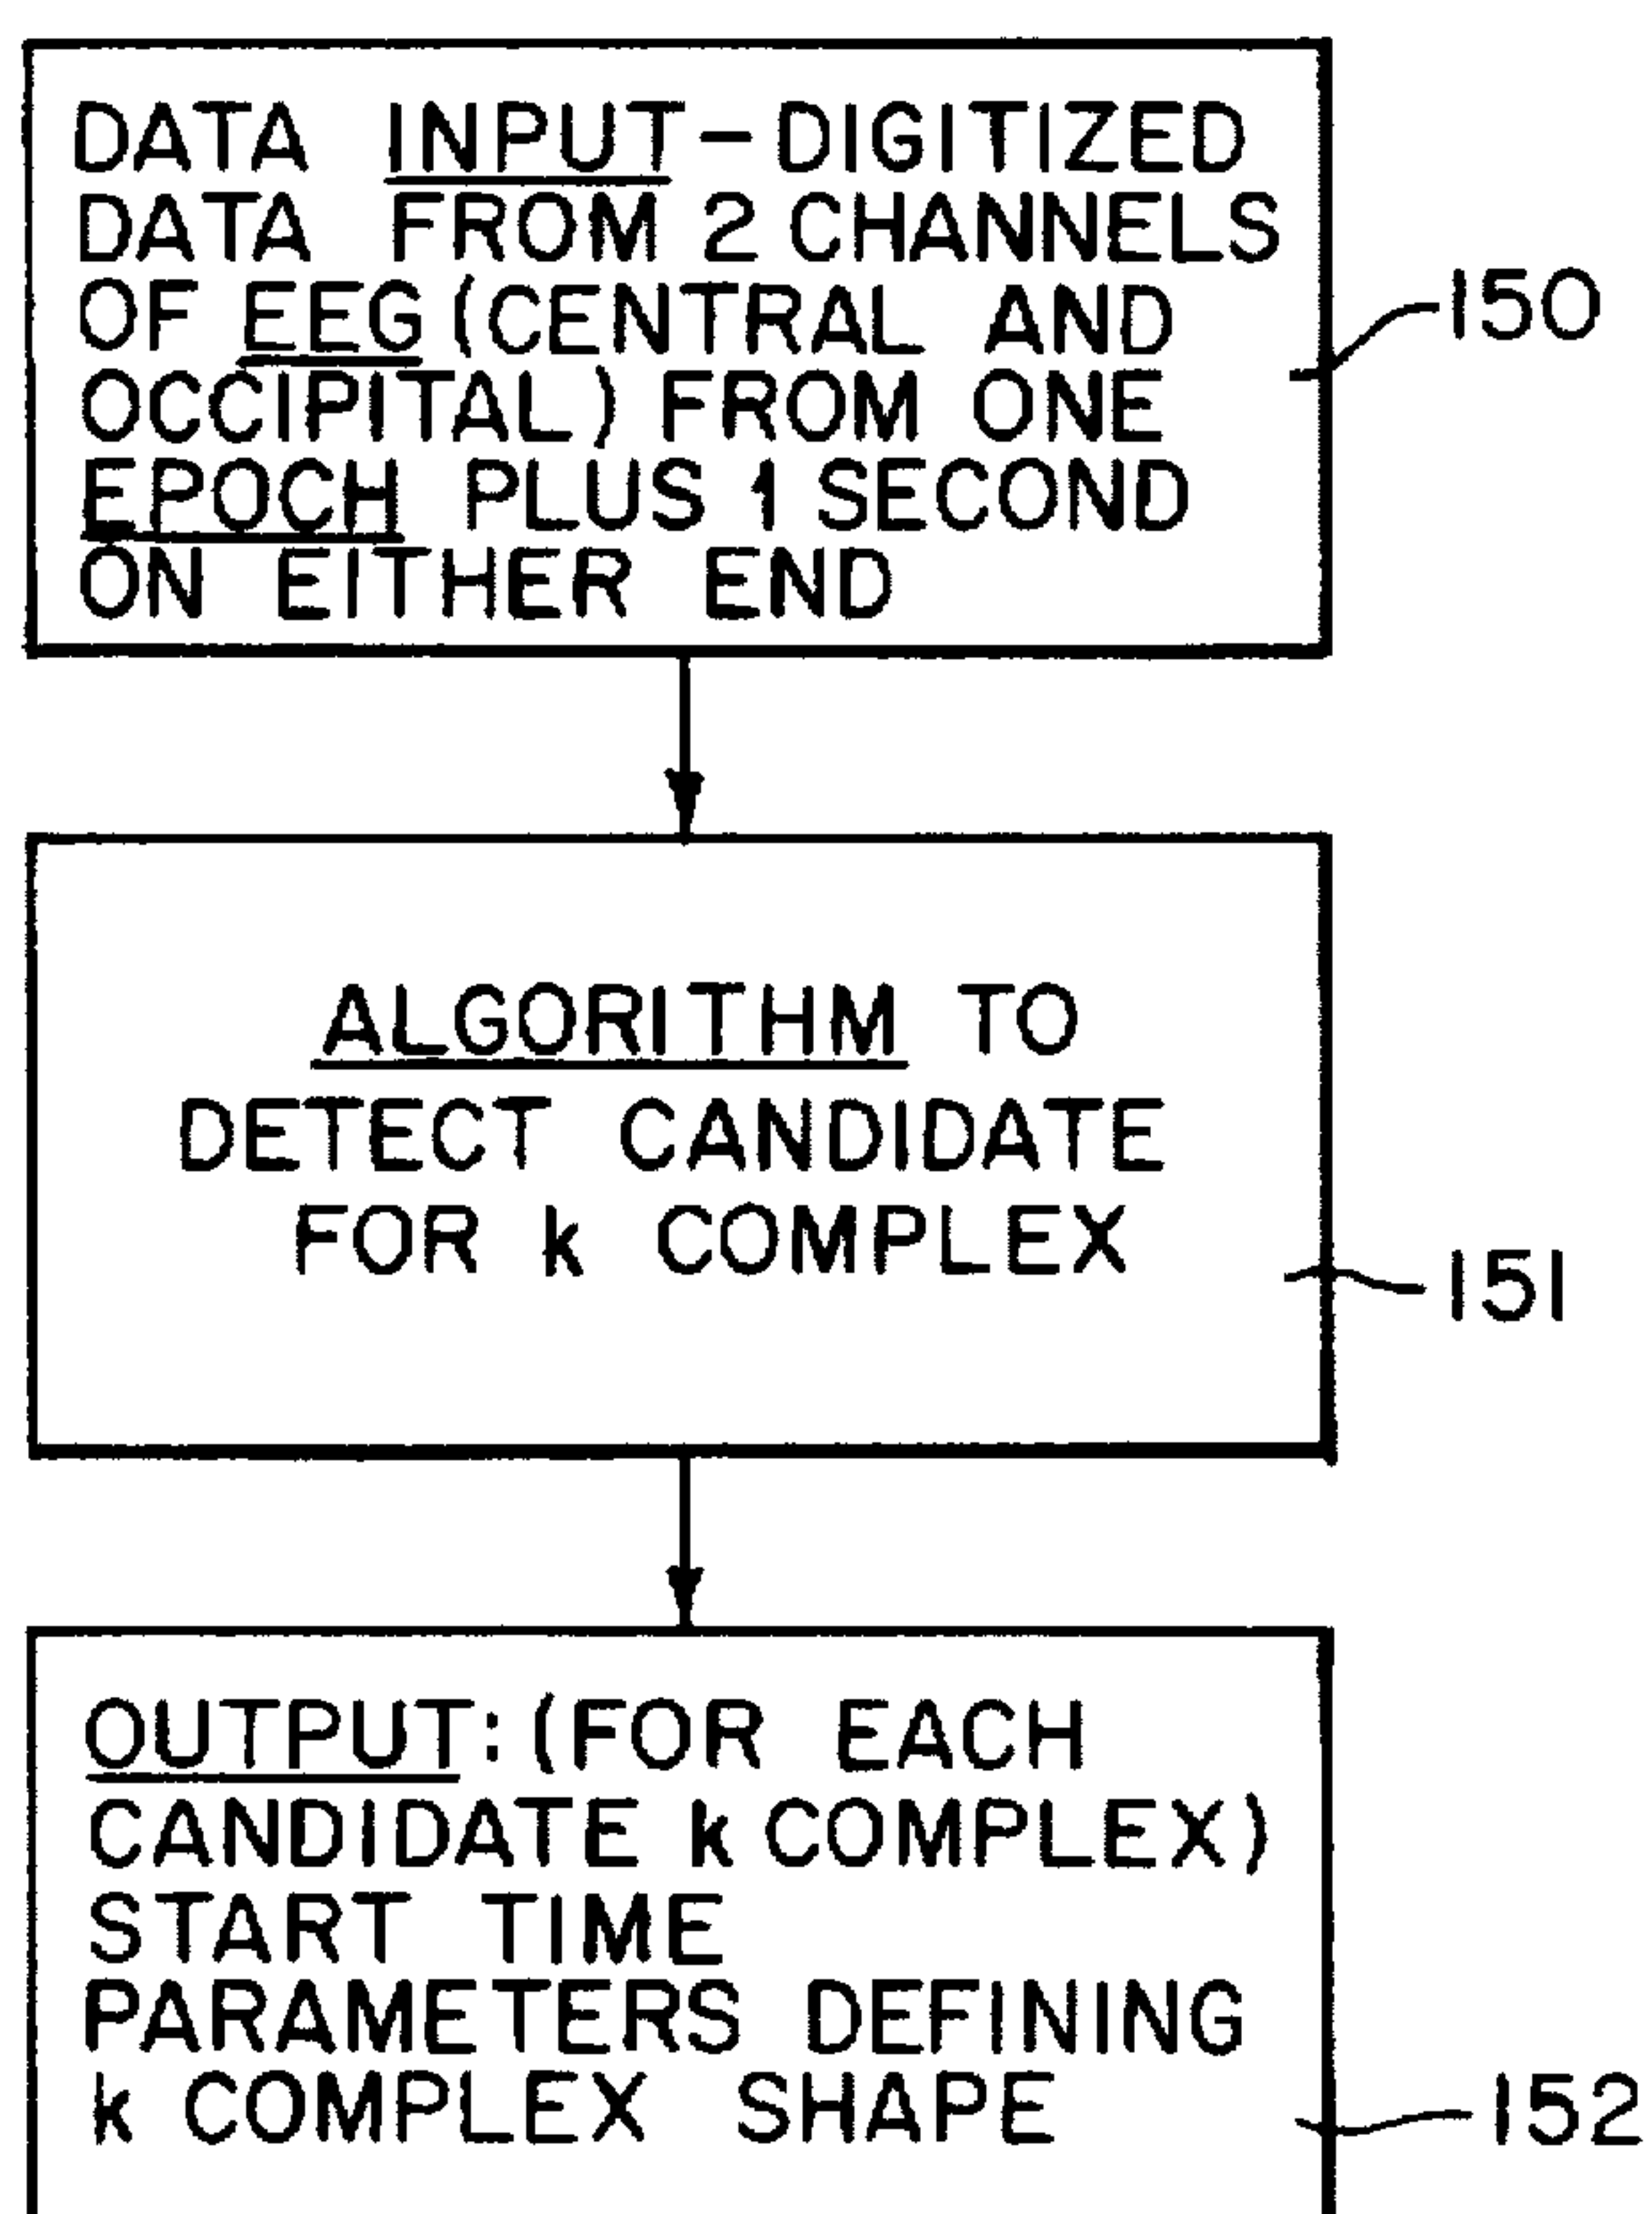 DATA INPUT-DIGITIZED
DATA FROM 2 CHANNELS
OF EEG (CENTRAL AND
OCCIPITAL) FROM ONE
EPOCH PLUS 1 SECOND
ON EITHER END
150
ALGORITHM TO
DETECT CANDIDATE
FOR k COMPLEX
151
OUTPUT: (FOR EACH
CANDIDATE k COMPLEX)
START TIME
PARAMETERS DEFINING
k COMPLEX SHAPE
152